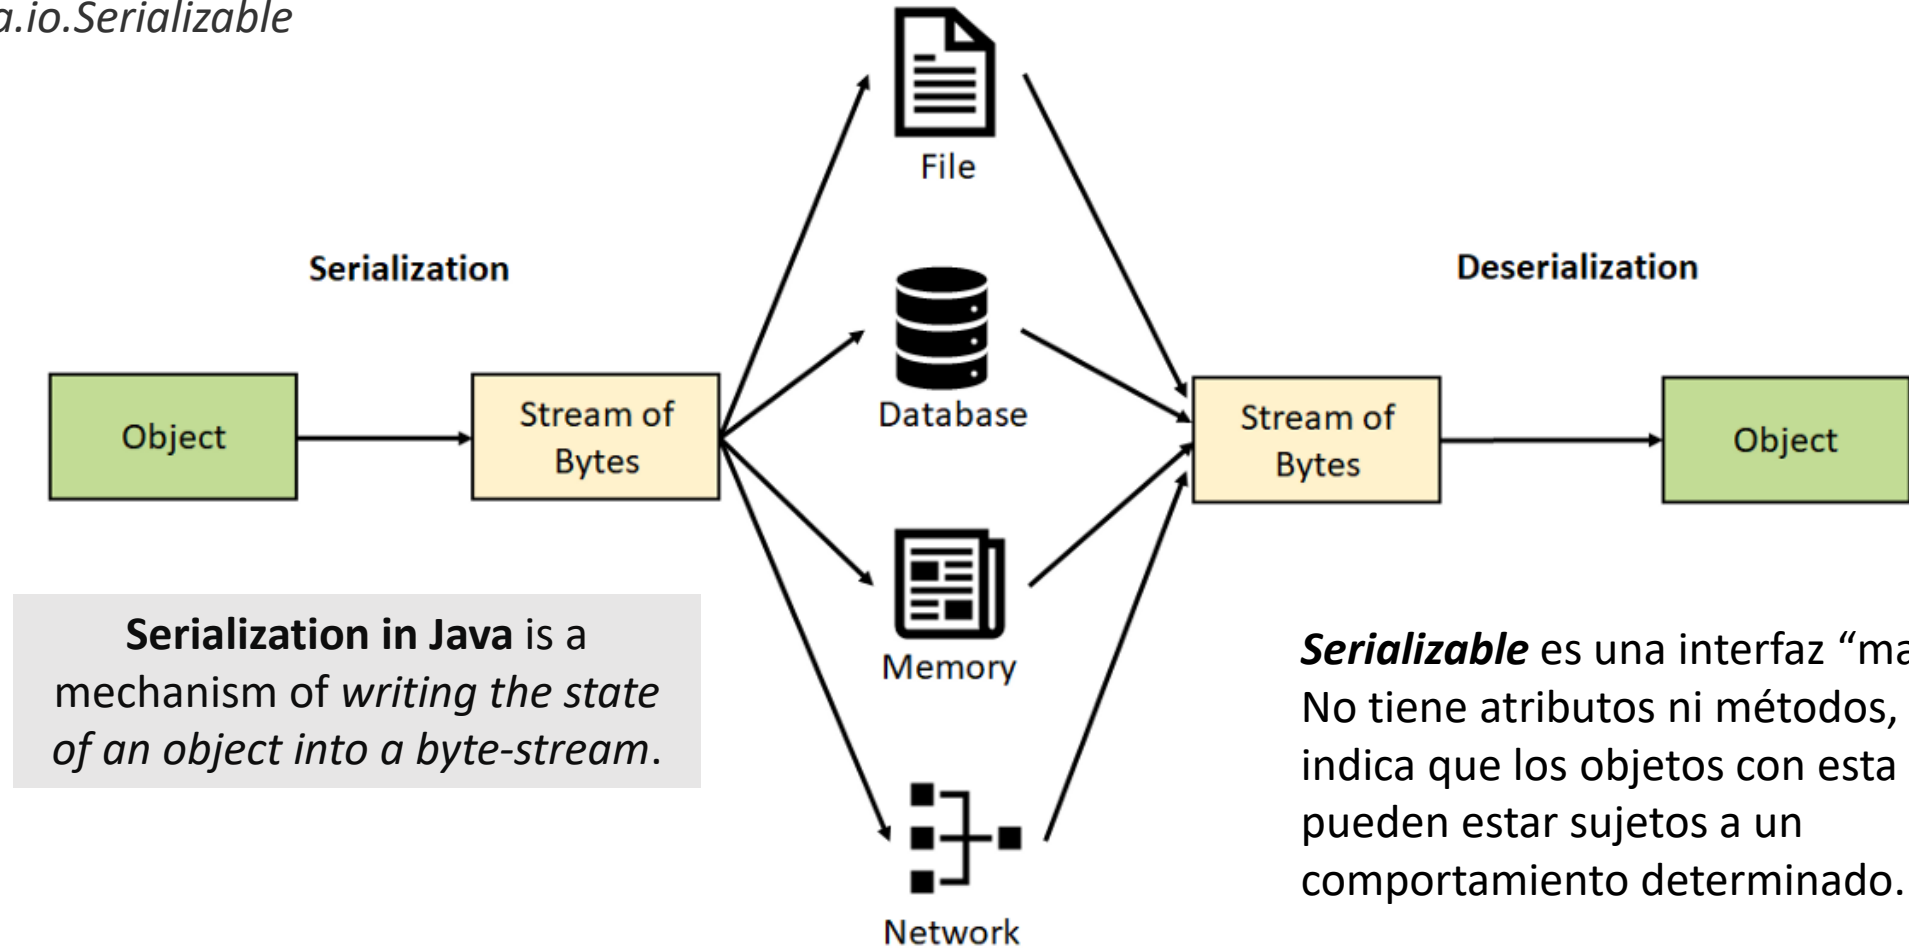 a.io.Serializable
File
Serialization
Deserialization
Database
Object
Stream of
Bytes
Stream of
Bytes
Object
Memory
Serialization in Java is a
mechanism of writing the state
of an object into a byte-stream.
Serializable es una interfaz “ma
No tiene atributos ni métodos,
indica que los objetos con esta
pueden estar sujetos a un
comportamiento determinado.
Network